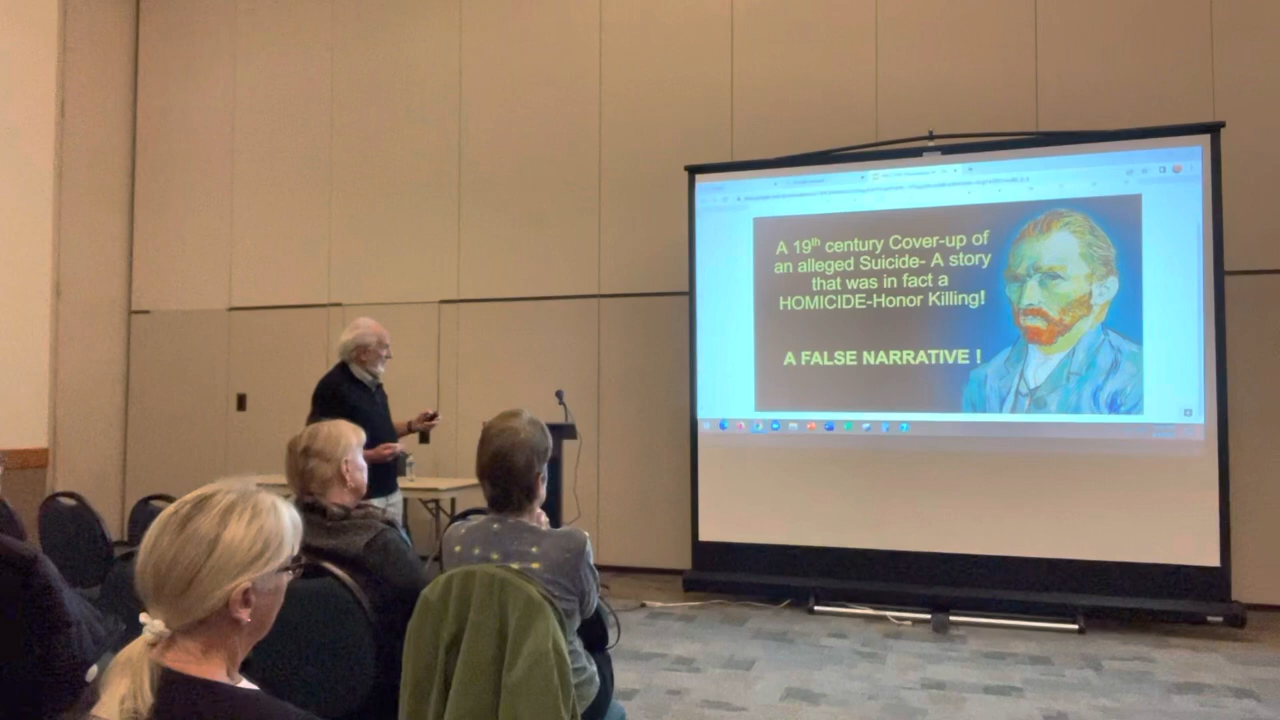 A 19th century Cover-up of
an alleged Suicide- A story
that was in fact a
HOMICIDE-Honor Killing!
A FALSE NARRATIVE !